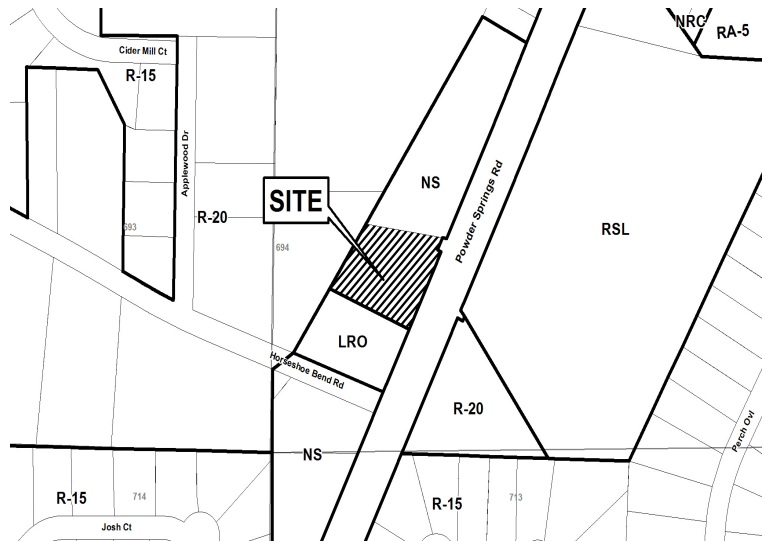 NRC
RA-5
Cider Mill Ct
R-15
Applewood Dr
NS
SITE
Powder Springs Rd
R-20
693
694
RSL
LRO
Horseshoe Bend Rd
R-20
Perch Ovl
NS
R-15
714
R-15
713
Josh Ct